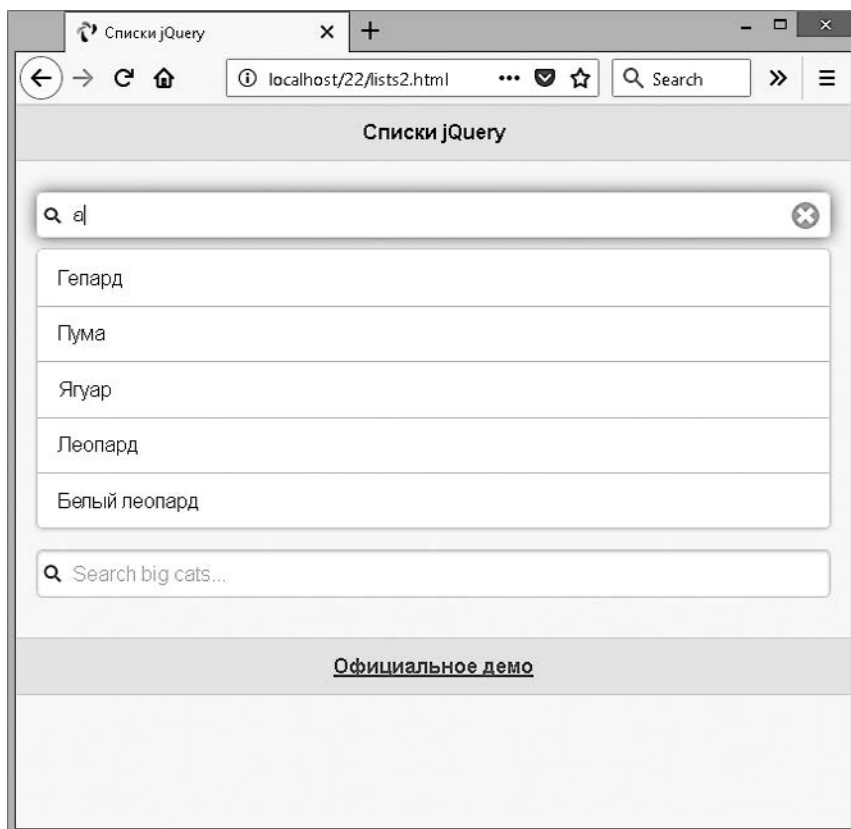 Списки jQuery
localhost/22/lists2.html
Search
Списки jQuery
а
Гепард
Пума
Ягуар
Леопард
Белый леопард
Search big cats...
Официальное демо